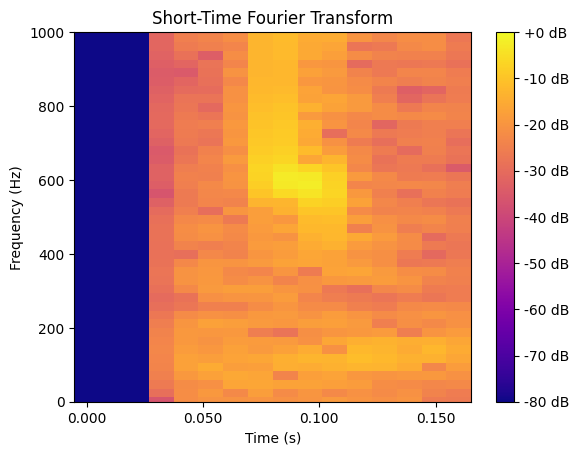 Short-Time Fourier Transform
1000
800
600
400
200
0
Frequency (Hz)
0.000
0.050
0.100
0.150
Time (s)
+0 dB
-10 dB
-20 dB
-30 dB
-40 dB
-50 dB
-60 dB
-70 dB
-80 dB